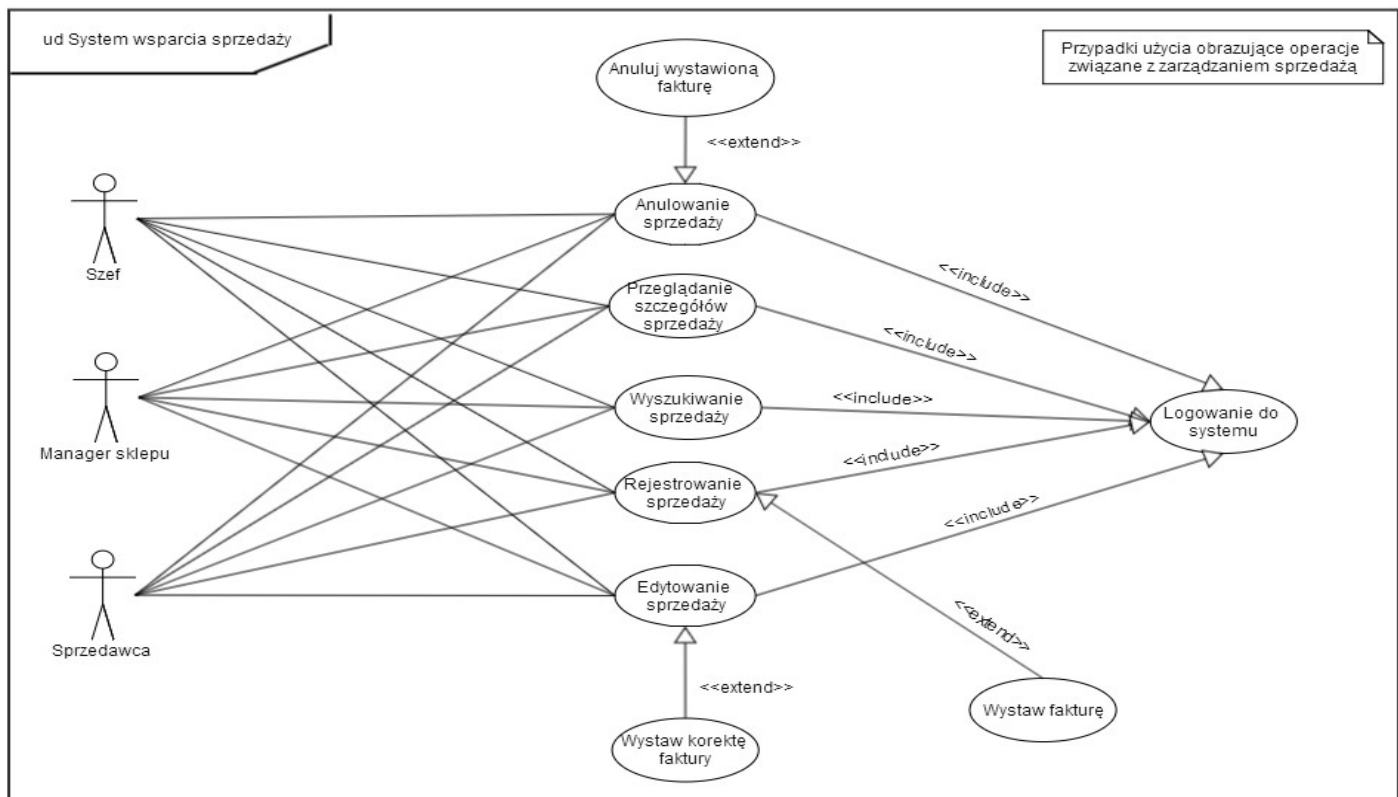 ud System wsparcia sprzedaży
Przypadki użycia obrazujące operacje
związane z zarządzaniem sprzedażą
Anuluj wystawioną
fakturę
<<extend>>
Szef
Anulowanie
sprzedaży
<<include>>
Przeglądanie
szczegółów
sprzedaży
<<include>>
Manager sklepu
Wyszukiwanie
sprzedaży
<<include>>
Logowanie do
systemu
Rejestrowanie
sprzedaży
<<include>>
<<include>>
Sprzedawca
Edytowanie
sprzedaży
<<extend>>
<<extend>>
Wystaw fakturę
Wystaw korektę
faktury